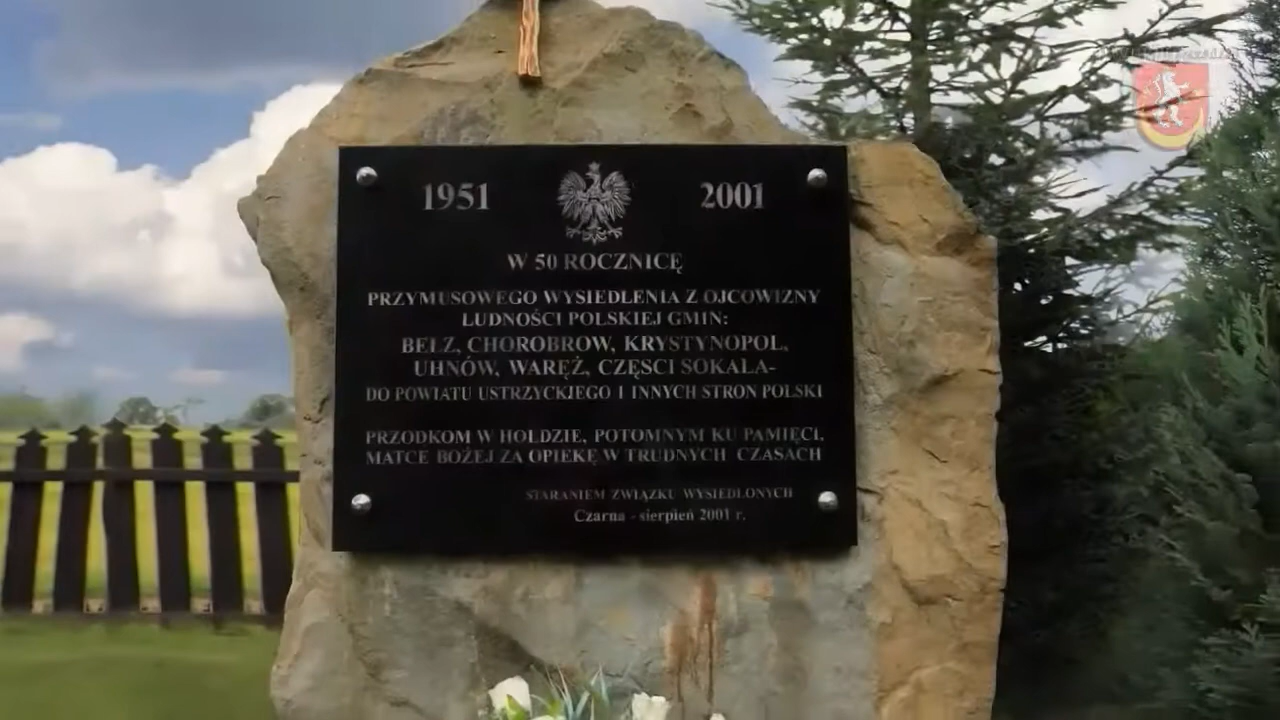 1951 2001
W 50 ROCZNICĘ
PRZYMUSOWEGO WYSIEDLENIA Z OJCOWIZNY
LUDNOŚCI POLSKIEJ GMIN:
BEŁZ, CHOROBROW, KRYSTYNOPOL,
UHNÓW, WARĘŻ, CZĘSCI SOKALA-
DO POWIATU USTRZYCKIEGO I INNYCH STRON POLSKI
PRZODKOM W HOŁDZIE, POTOMNYM KU PAMIĘCI,
MATCE BOŻEJ ZA OPIEKĘ W TRUDNYCH CZASACH
STARANIEM ZWIĄZKU WYSIEDLONYCH
Czarna - sierpień 2001 r.